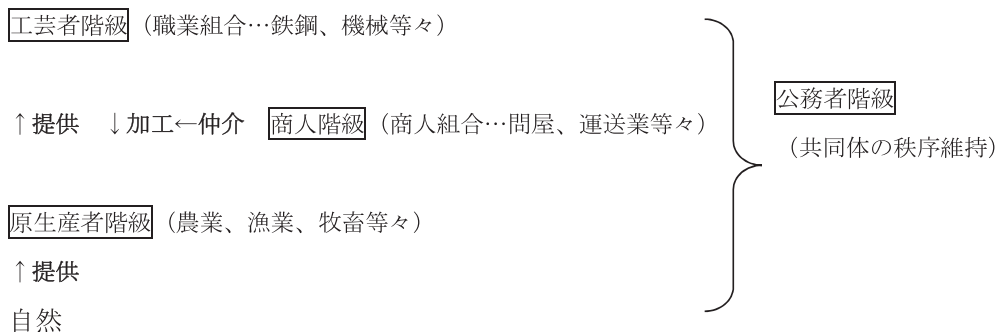 工芸者階級（職業組合…鉄鋼、機械等々）
↑提供　↓加工←仲介　商人階級（商人組合…問屋、運送業等々）
公務者階級
（共同体の秩序維持）
原生産者階級（農業、漁業、牧畜等々）
↑提供
自然